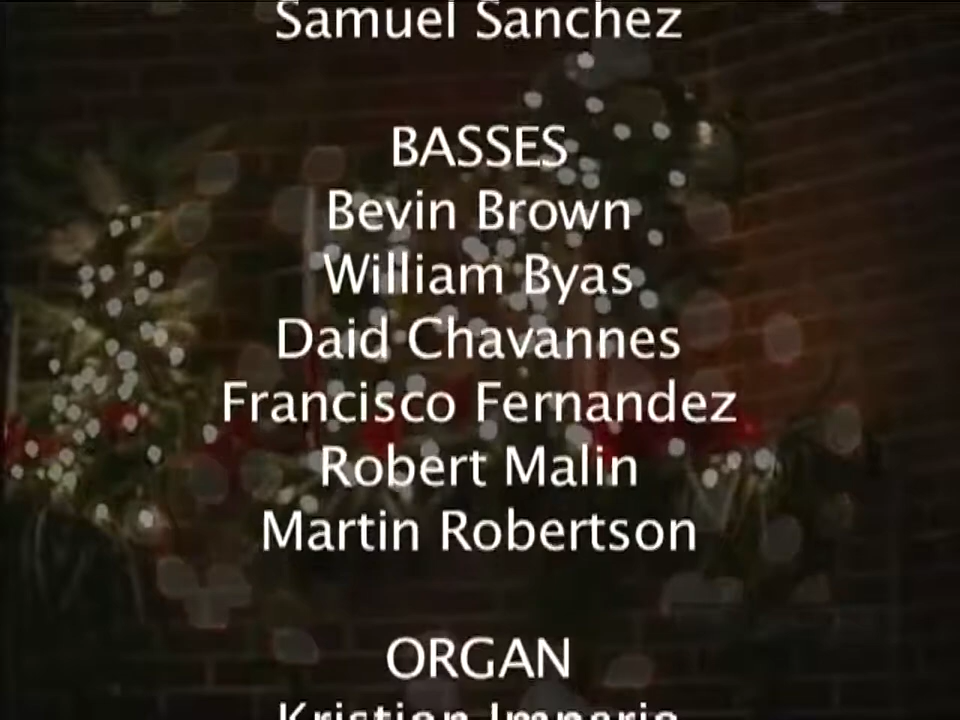 Samuel Sanchez
BASSES
Bevin Brown
William Byas
Daid Chavannes
Francisco Fernandez
Robert Malin
Martin Robertson
ORGAN